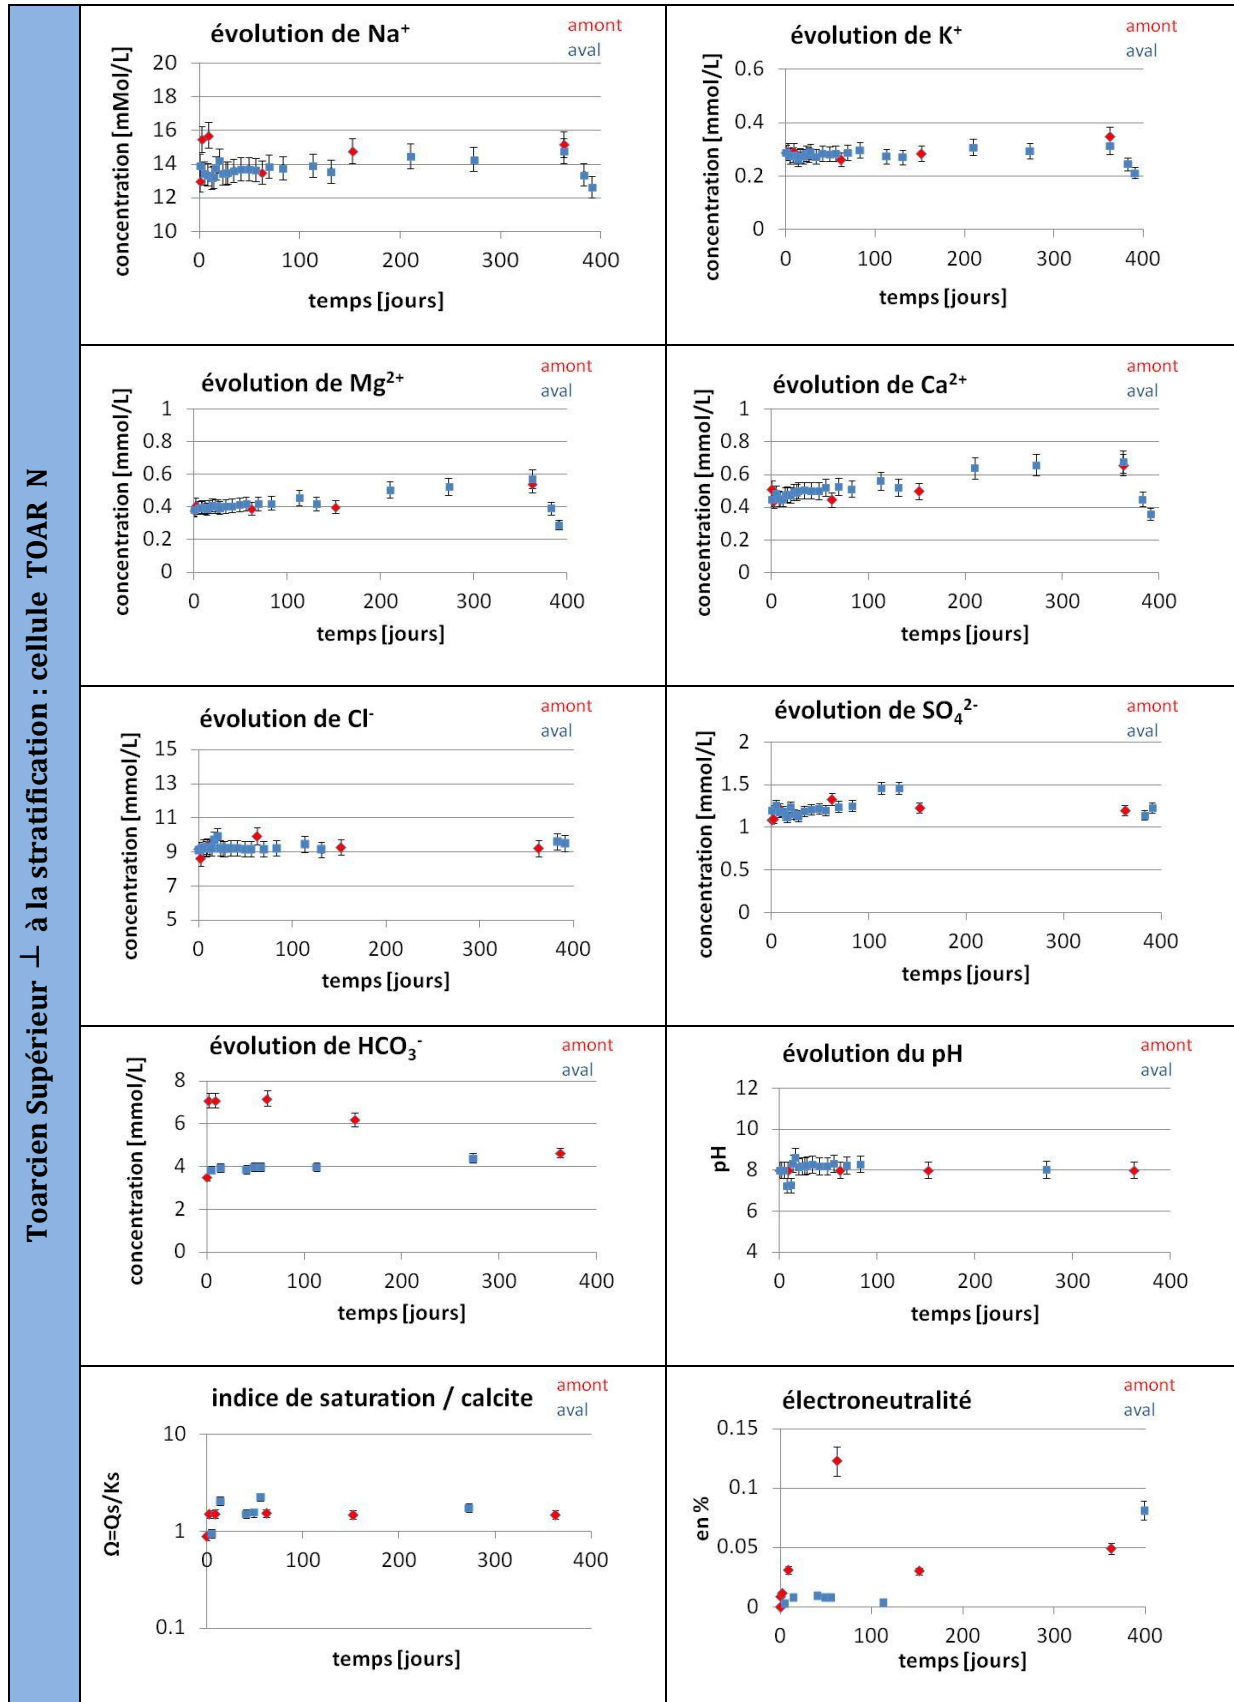 Toarcien Supérieur ⊥ à la stratification : cellule TOAR N
évolution de Na⁺
amont
aval
concentration [mMol/L]
20
18
16
14
12
10
0 100 200 300 400
temps [jours]
évolution de K⁺
amont
aval
concentration [mmol/L]
0.6
0.4
0.2
0
0 100 200 300 400
temps [jours]
évolution de Mg²⁺
amont
aval
concentration [mmol/L]
1
0.8
0.6
0.4
0.2
0
0 100 200 300 400
temps [jours]
évolution de Ca²⁺
amont
aval
concentration [mmol/L]
1
0.8
0.6
0.4
0.2
0
0 100 200 300 400
temps [jours]
évolution de Cl⁻
amont
aval
concentration [mmol/L]
15
13
11
9
7
5
0 100 200 300 400
temps [jours]
évolution de SO₄²⁻
amont
aval
concentration [mmol/L]
2
1.5
1
0.5
0
0 100 200 300 400
temps [jours]
évolution de HCO₃⁻
amont
aval
concentration [mmol/L]
8
6
4
2
0
0 100 200 300 400
temps [jours]
évolution du pH
amont
aval
pH
12
10
8
6
4
0 100 200 300 400
temps [jours]
indice de saturation / calcite
amont
aval
Ω=Qs/Ks
10
1
0.1
0 100 200 300 400
temps [jours]
électroneutralité
amont
aval
en %
0.15
0.1
0.05
0
0 100 200 300 400
temps [jours]